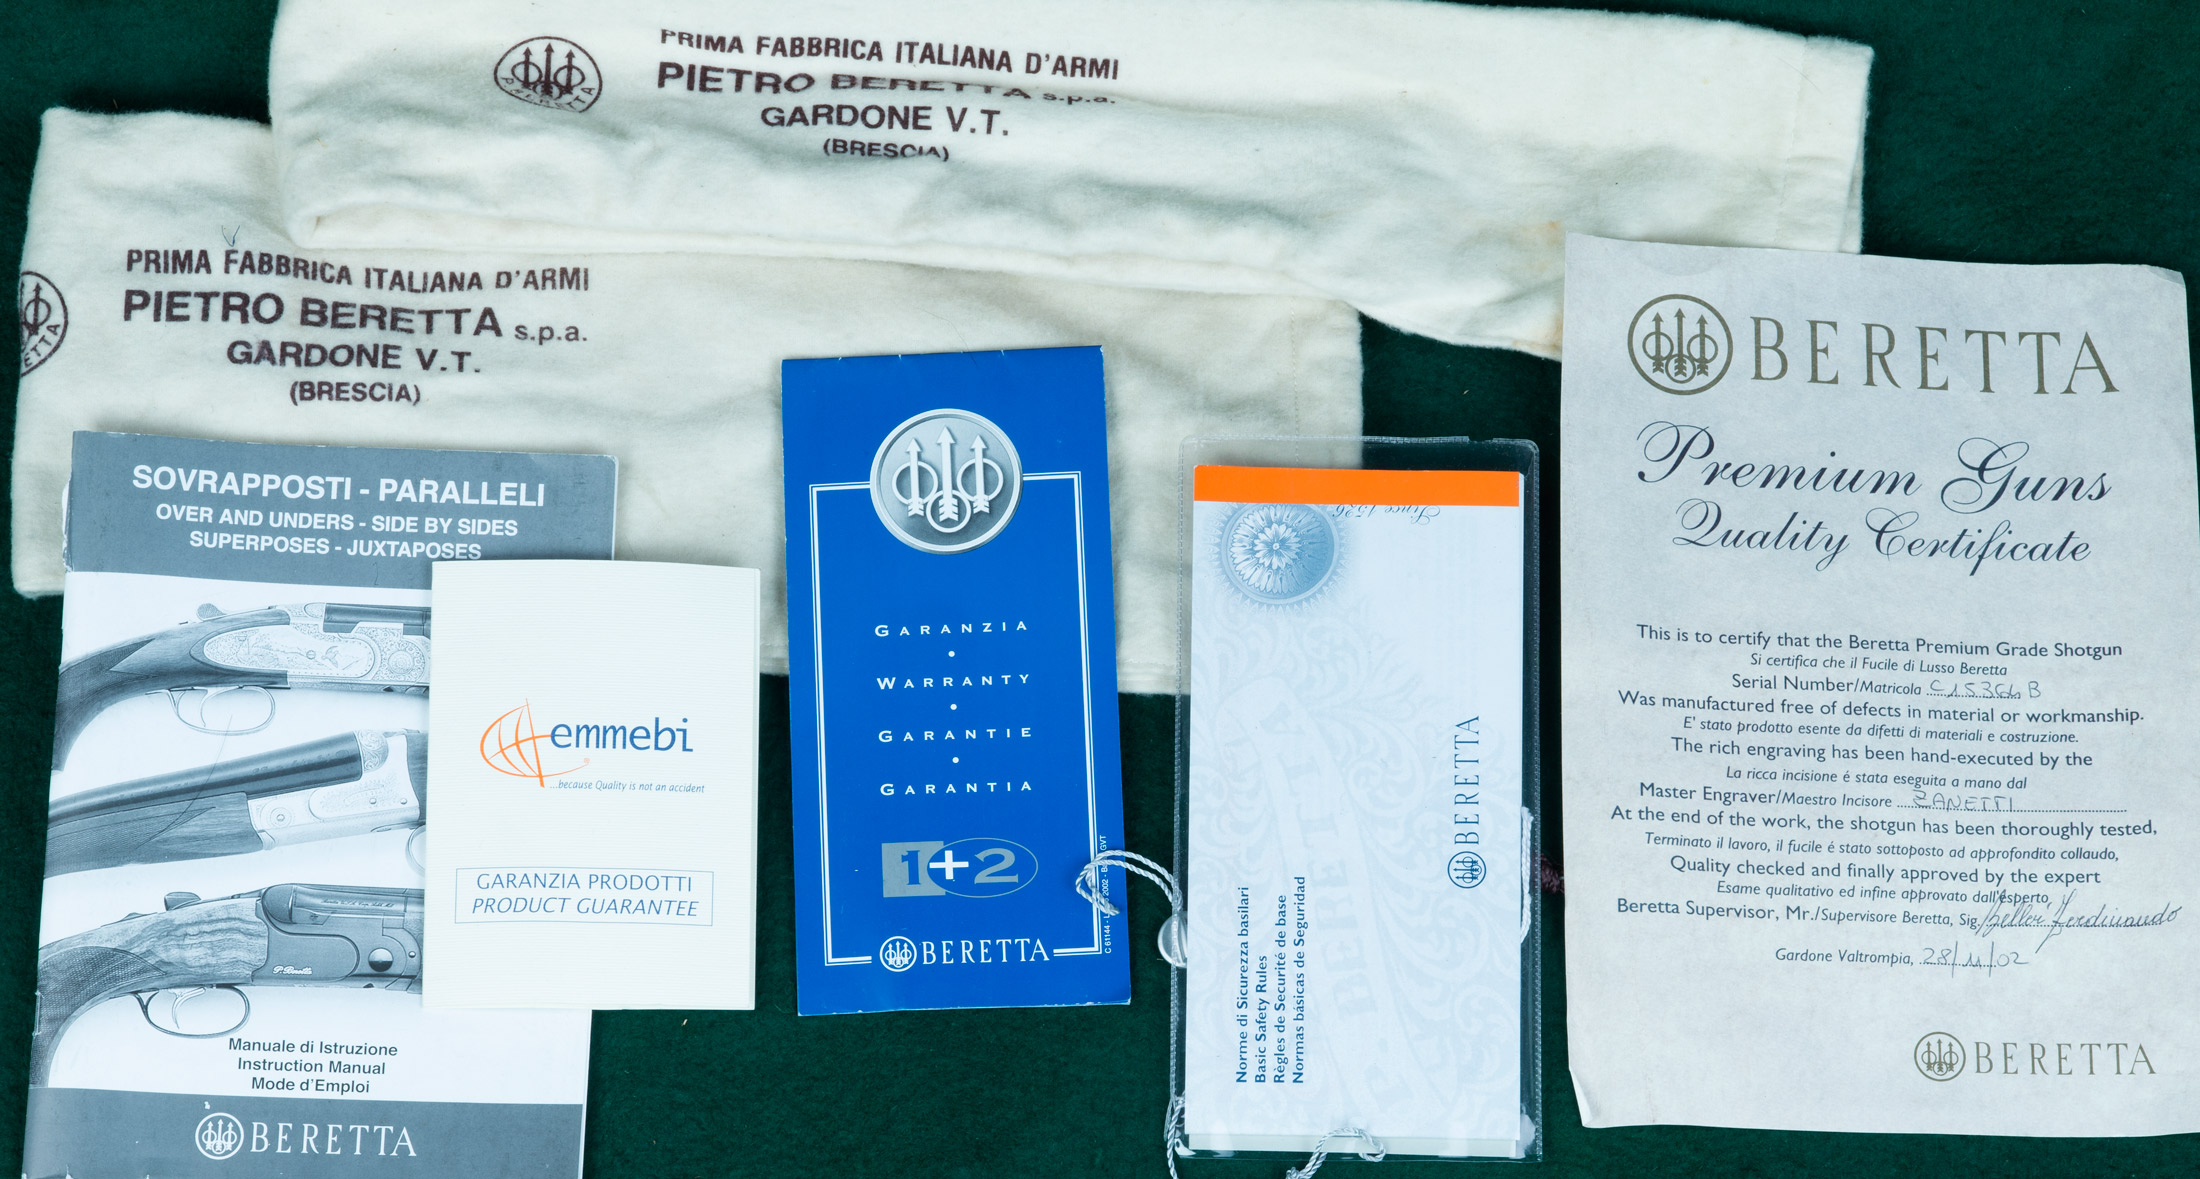 P. BERETTA
PRIMA FABBRICA ITALIANA D'ARMI
PIETRO BERETTA s.p.a.
GARDONE V.T.
(BRESCIA)
ETTA
PRIMA FABBRICA ITALIANA D'ARMI
PIETRO BERETTA s.p.a.
GARDONE V.T.
(BRESCIA)
SOVRAPPOSTI - PARALLELI
OVER AND UNDERS - SIDE BY SIDES
SUPERPOSES - JUXTAPOSES
Manuale di Istruzione
Instruction Manual
Mode d'Emploi
BERETTA
emmebi
...because Quality is not an accident
GARANZIA PRODOTTI
PRODUCT GUARANTEE
GARANZIA
WARRANTY
GARANTIE
GARANTIA
1+2
BERETTA
C 61144
Since 1526
BERETTA
Norme di Sicurezza basilari
Basic Safety Rules
Règles de Securité de base
Normas básicas de Seguridad
BERETTA
Premium Guns
Quality Certificate
This is to certify that the Beretta Premium Grade Shotgun
Si certifica che il Fucile di Lusso Beretta
Serial Number/Matricola
Was manufactured free of defects in material or workmanship.
E' stato prodotto esente da difetti di materiali e costruzione.
The rich engraving has been hand-executed by the
La ricca incisione é stata eseguita a mano dal
Master Engraver/Maestro Incisore ZANETTI
At the end of the work, the shotgun has been thoroughly tested,
Terminato il lavoro, il fucile é stato sottoposto ad approfondito collaudo,
Quality checked and finally approved by the expert
Esame qualitativo ed infine approvato dall'esperto,
Beretta Supervisor, Mr./Supervisore Beretta, Sig. Ferdinando
Gardone Valtrompia, 28/11/02
BERETTA